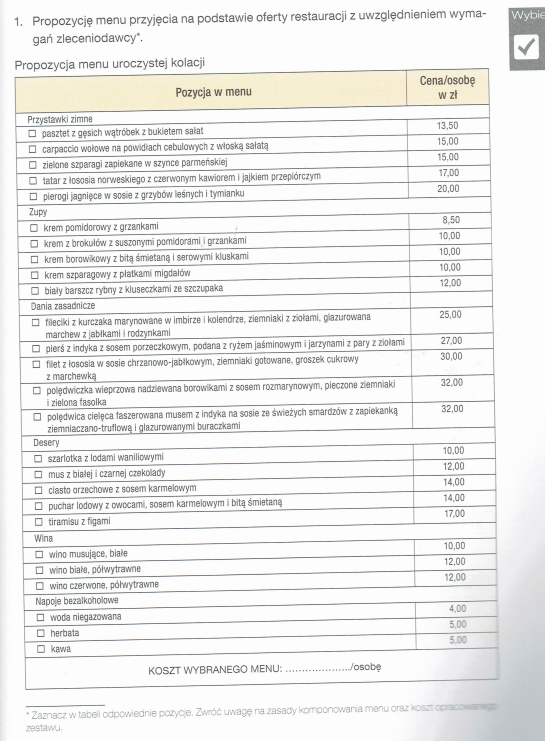 1. Propozycję menu przyjęcia na podstawie oferty restauracji z uwzględnieniem wyma-
gań zleceniodawcy*.
Propozycja menu uroczystej kolacji
Pozycja w menu
Cena/osobę
w zł
Przystawki zimne
☐ pasztet z gęsich wątróbek z bukietem sałat 13,50
☐ carpaccio wołowe na powidłach cebulowych z włoską sałatą 15,00
☐ zielone szparagi zapiekane w szynce parmeńskiej 15,00
☐ tatar z łososia norweskiego z czerwonym kawiorem i jajkiem przepiórczym 17,00
☐ pierogi jagnięce w sosie z grzybów leśnych i tymianku 20,00
Zupy
☐ krem pomidorowy z grzankami 8,50
☐ krem z brokułów z suszonymi pomidorami i grzankami 10,00
☐ krem borowikowy z bitą śmietaną i serowymi kluskami 10,00
☐ krem szparagowy z płatkami migdałów 10,00
☐ biały barszcz rybny z kluseczkami ze szczupaka 12,00
Dania zasadnicze
☐ fileciki z kurczaka marynowane w imbirze i kolendrze, ziemniaki z ziołami, glazurowana 25,00
marchew z jabłkami i rodzynkami
☐ pierś z indyka z sosem porzeczkowym, podana z ryżem jaśminowym i jarzynami z pary z ziołami 27,00
☐ filet z łososia w sosie chrzanowo-jabłkowym, ziemniaki gotowane, groszek cukrowy 30,00
z marchewką
☐ polędwiczka wieprzowa nadziewana borowikami z sosem rozmarynowym, pieczone ziemniaki 32,00
i zielona fasolka
☐ polędwica cielęca faszerowana musem z indyka na sosie ze świeżych smardzów z zapiekanką 32,00
ziemniaczano-truflową i glazurowanymi buraczkami
Desery
☐ szarlotka z lodami waniliowymi 10,00
☐ mus z białej i czarnej czekolady 12,00
☐ ciasto orzechowe z sosem karmelowym 14,00
☐ puchar lodowy z owocami, sosem karmelowym i bitą śmietaną 14,00
☐ tiramisu z figami 17,00
Wina
☐ wino musujące, białe 10,00
☐ wino białe, półwytrawne 12,00
☐ wino czerwone, półwytrawne 12,00
Napoje bezalkoholowe
☐ woda niegazowana 4,00
☐ herbata 5,00
☐ kawa 5,00
KOSZT WYBRANEGO MENU: ..................../osobę
* Zaznacz w tabeli odpowiednie pozycje. Zwróć uwagę na zasady komponowania menu oraz koszt opracowanego
zestawu.
Wybie